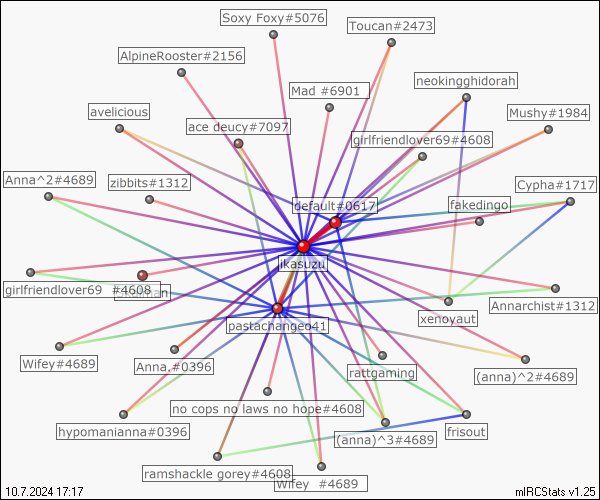 Soxy Foxy#5076
Toucan#2473
AlpineRooster#2156
neokingghidorah
Mad #6901
Mushy#1984
avelicious
ace deucy#7097
girlfriendlover69#4608
Anna^2#4689
zibbits#1312
Cypha#1717
default#0617
fakedingo
jikasuzu
girlfriendlover69 #4608
Annarchist#1312
xenoyaut
pastachangeo41
Wifey#4689
Anna,#0396
rattgaming
(anna)^2#4689
no cops no laws no hope#4608
hypomanianna#0396
(anna)^3#4689
frisout
ramshackle gorey#4608
Wifey #4689
10.7.2024 17:17
mIRCStats v1.25